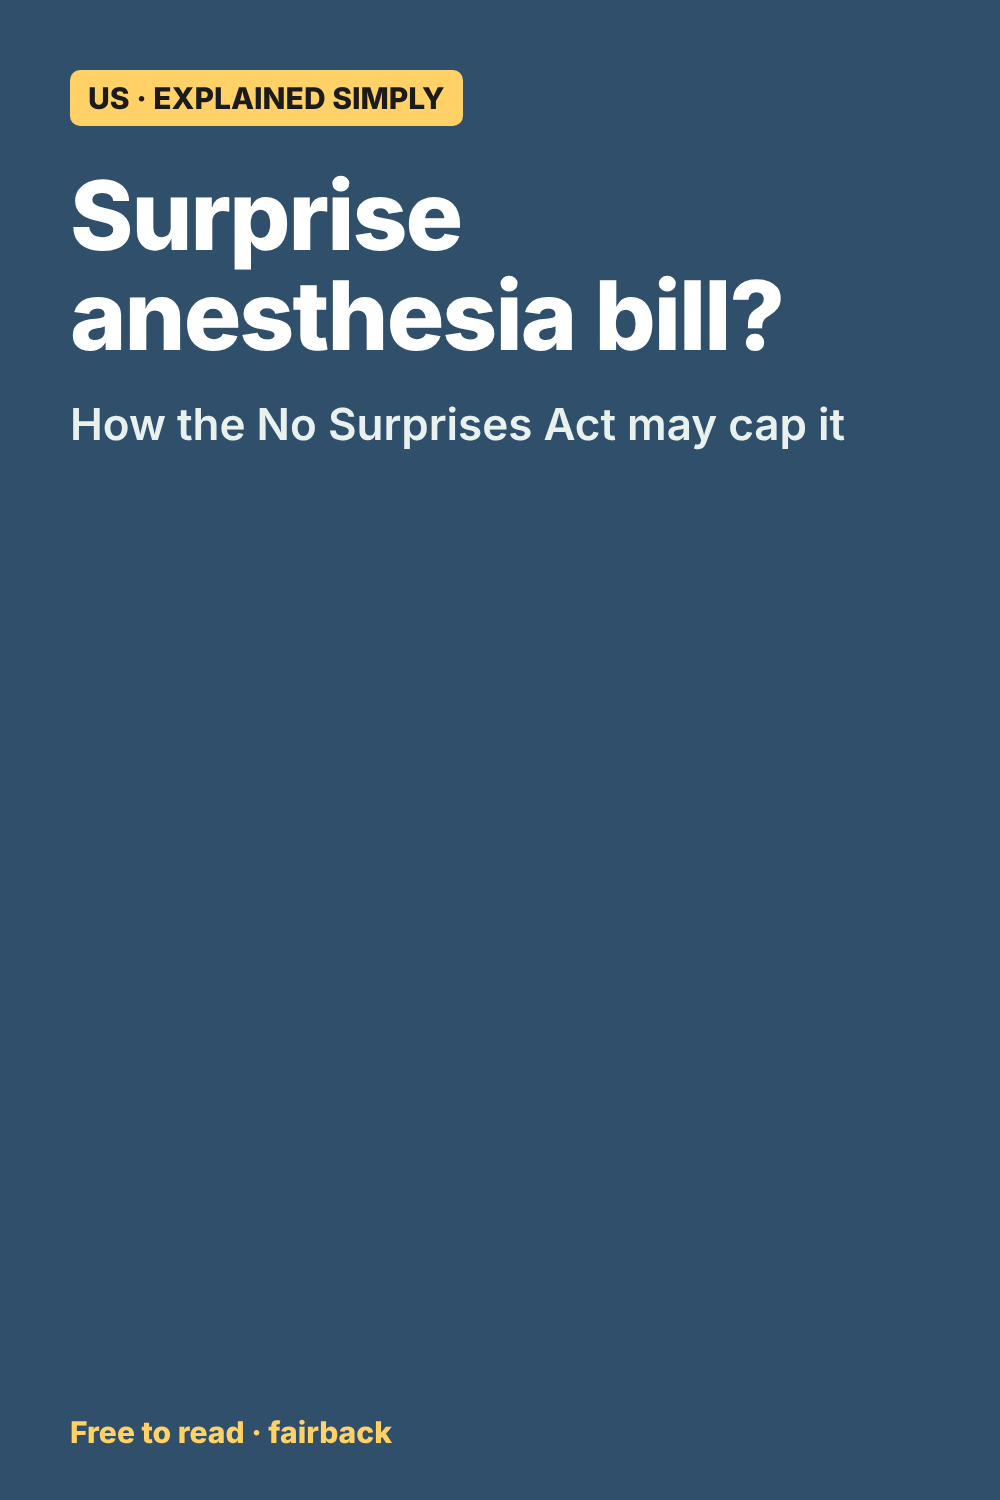 US · EXPLAINED SIMPLY
Surprise
anesthesia bill?
How the No Surprises Act may cap it
Free to read · fairback